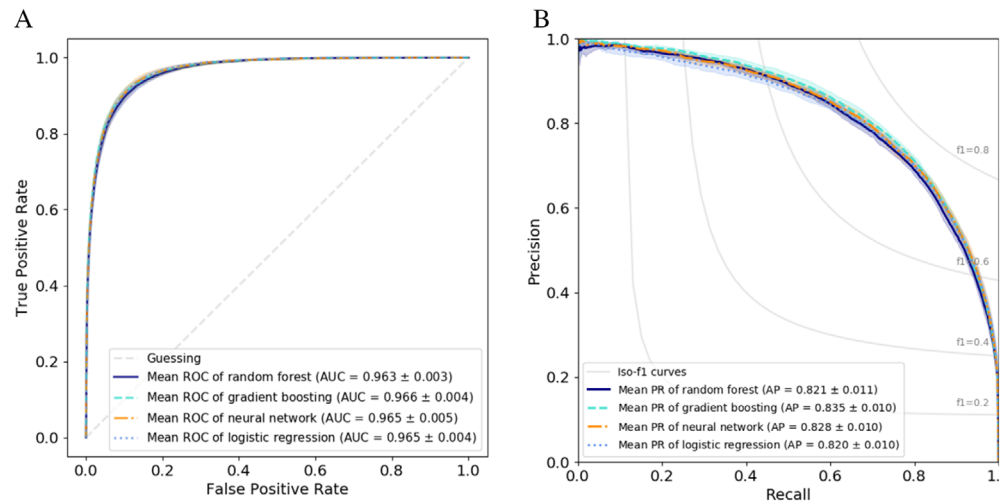 A
1.0
0.8
0.6
0.4
0.2
0.0
True Positive Rate
Guessing
Mean ROC of random forest (AUC = 0.963 ± 0.003)
Mean ROC of gradient boosting (AUC = 0.966 ± 0.004)
Mean ROC of neural network (AUC = 0.965 ± 0.005)
Mean ROC of logistic regression (AUC = 0.965 ± 0.004)
0.0 0.2 0.4 0.6 0.8 1.0
False Positive Rate
B
1.0
0.8
0.6
0.4
0.2
0.0
Precision
f1=0.8
f1=0.6
f1=0.4
f1=0.2
Iso-f1 curves
Mean PR of random forest (AP = 0.821 ± 0.011)
Mean PR of gradient boosting (AP = 0.835 ± 0.010)
Mean PR of neural network (AP = 0.828 ± 0.010)
Mean PR of logistic regression (AP = 0.820 ± 0.010)
0.0 0.2 0.4 0.6 0.8 1.
Recall